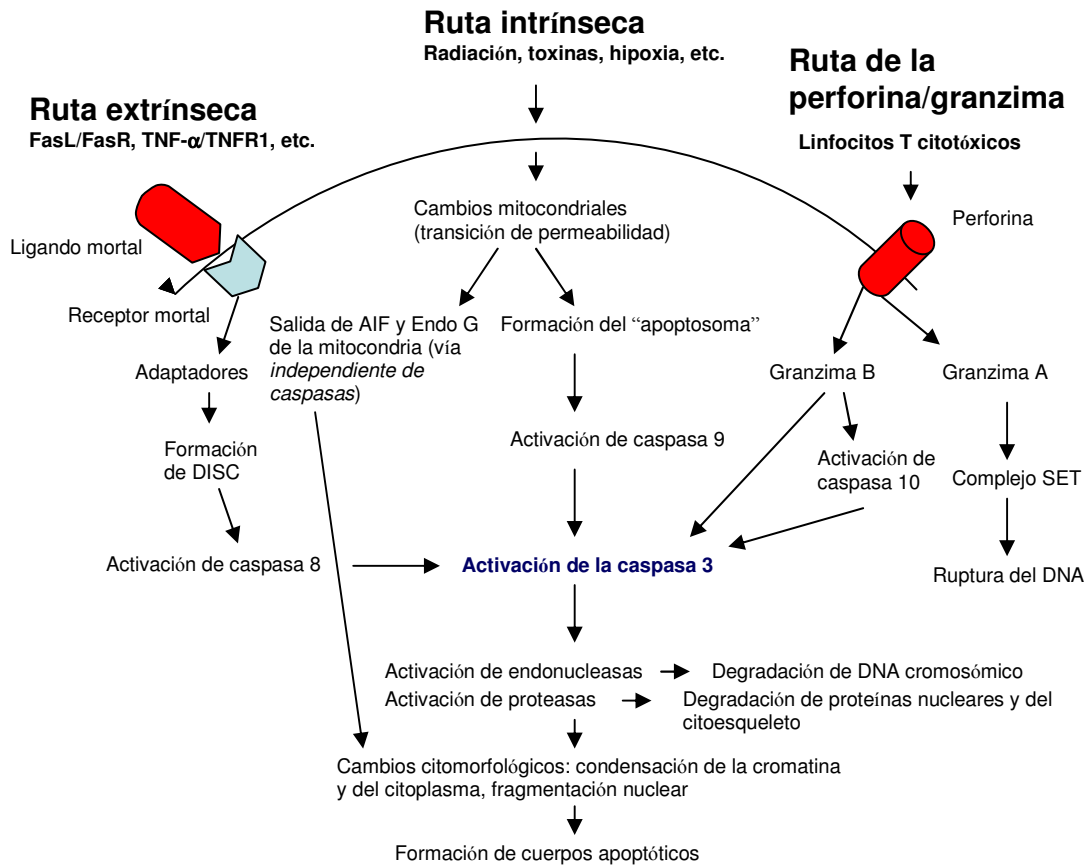 Ruta intrínseca
Radiación, toxinas, hipoxia, etc.
Ruta de la
perforina/granzima
Linfocitos T citotóxicos
Ruta extrínseca
FasL/FasR, TNF-α/TNFR1, etc.
Ligando mortal
Receptor mortal
Cambios mitocondriales
(transición de permeabilidad)
Perforina
Salida de AIF y Endo G
de la mitocondria (vía
independiente de
caspasas)
Formación del “apoptosoma”
Adaptadores
Granzima B
Granzima A
Formación
de DISC
Activación de caspasa 9
Activación de
caspasa 10
Complejo SET
Activación de caspasa 8
Activación de la caspasa 3
Ruptura del DNA
Activación de endonucleasas
Degradación de DNA cromosómico
Activación de proteasas
Degradación de proteínas nucleares y del
citoesqueleto
Cambios citomorfológicos: condensación de la cromatina
y del citoplasma, fragmentación nuclear
Formación de cuerpos apoptóticos